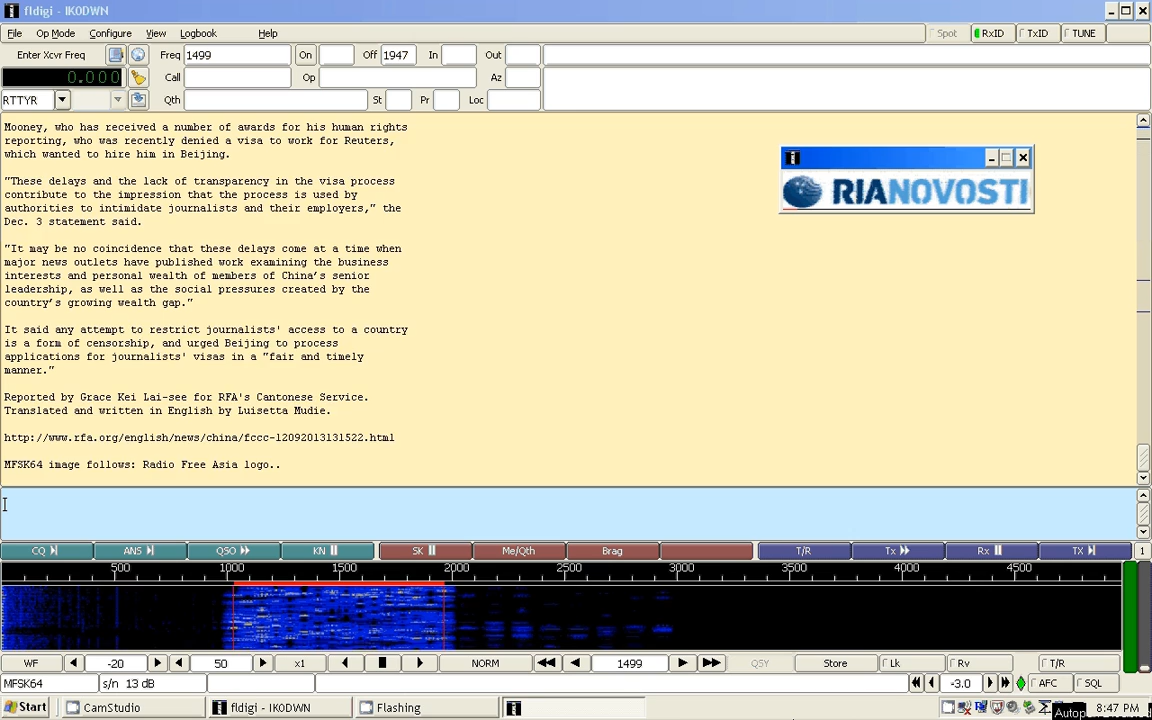 fldigi - IK0DWN
File Op Mode Configure View Logbook Help Spot RxID TxID TUNE
Enter Xcvr Freq Freq 1499 On Off 1947 In Out
0.000 Call Op Az
RTTYR Qth St Pr Loc
Mooney, who has received a number of awards for his human rights
reporting, who was recently denied a visa to work for Reuters,
which wanted to hire him in Beijing.
"These delays and the lack of transparency in the visa process
contribute to the impression that the process is used by
authorities to intimidate journalists and their employers," the
Dec. 3 statement said.
"It may be no coincidence that these delays come at a time when
major news outlets have published work examining the business
interests and personal wealth of members of China's senior
leadership, as well as the social pressures created by the
country's growing wealth gap."
It said any attempt to restrict journalists' access to a country
is a form of censorship, and urged Beijing to process
applications for journalists' visas in a "fair and timely
manner."
Reported by Grace Kei Lai-see for RFA's Cantonese Service.
Translated and written in English by Luisetta Mudie.
http://www.rfa.org/english/news/china/fccc-12092013131522.html
MFSK64 image follows: Radio Free Asia logo..
RIANOVOSTI
CQ ANS QSO KN SK Me/Qth Brag T/R Tx Rx TX 1
500 1000 1500 2000 2500 3000 3500 4000 4500
WF -20 50 x1 NORM 1499 QSY Store Lk Rv T/R
MFSK64 s/n 13 dB -3.0 AFC SQL
Start CamStudio fldigi - IK0DWN Flashing 8:47 PM